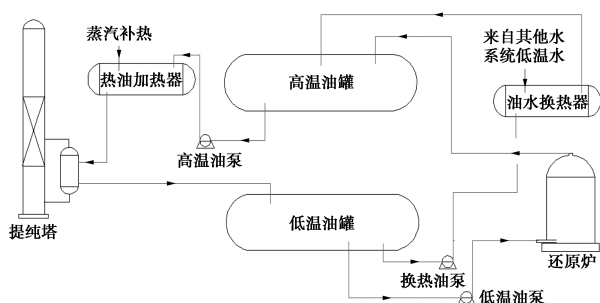 蒸汽补热
热油加热器
高温油罐
来自其他水
系统低温水
油水换热器
高温油泵
提纯塔
低温油罐
换热油泵
还原炉
低温油泵